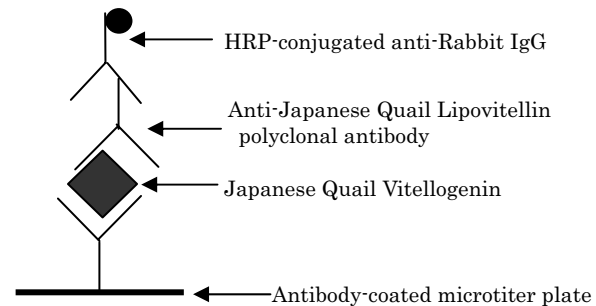 HRP-conjugated anti-Rabbit IgG
Anti-Japanese Quail Lipovitellin
polyclonal antibody
Japanese Quail Vitellogenin
Antibody-coated microtiter plate